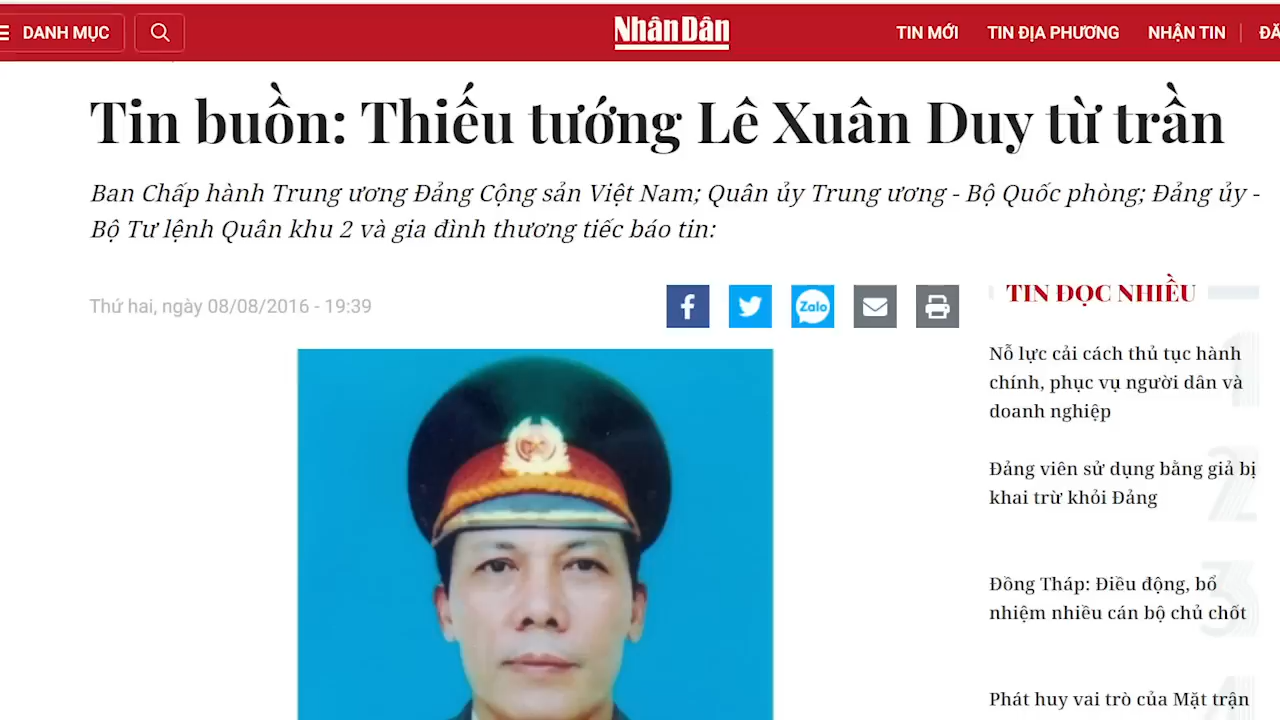 DANH MỤC
NhânDân
TIN MỚI
TIN ĐỊA PHƯƠNG
NHẬN TIN
Tin buồn: Thiếu tướng Lê Xuân Duy từ trần
Ban Chấp hành Trung ương Đảng Cộng sản Việt Nam; Quân ủy Trung ương - Bộ Quốc phòng; Đảng ủy -
Bộ Tư lệnh Quân khu 2 và gia đình thương tiếc báo tin:
Thứ hai, ngày 08/08/2016 - 19:39
Zalo
TIN ĐỌC NHIỀU
1
Nỗ lực cải cách thủ tục hành
chính, phục vụ người dân và
doanh nghiệp
2
Đảng viên sử dụng bằng giả bị
khai trừ khỏi Đảng
3
Đồng Tháp: Điều động, bổ
nhiệm nhiều cán bộ chủ chốt
4
Phát huy vai trò của Mặt trận